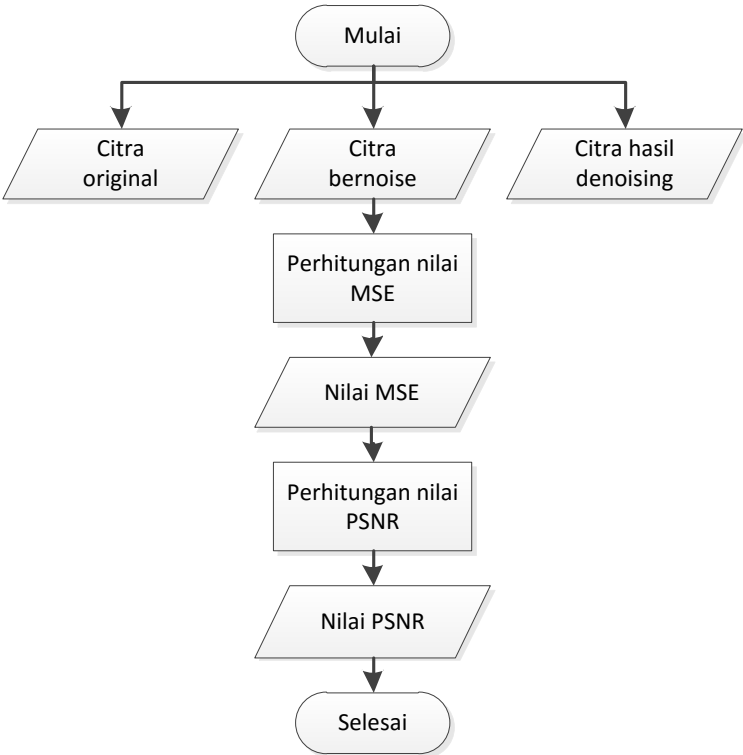 Mulai
Citra
original
Citra
bernoise
Citra hasil
denoising
Perhitungan nilai
MSE
Nilai MSE
Perhitungan nilai
PSNR
Nilai PSNR
Selesai